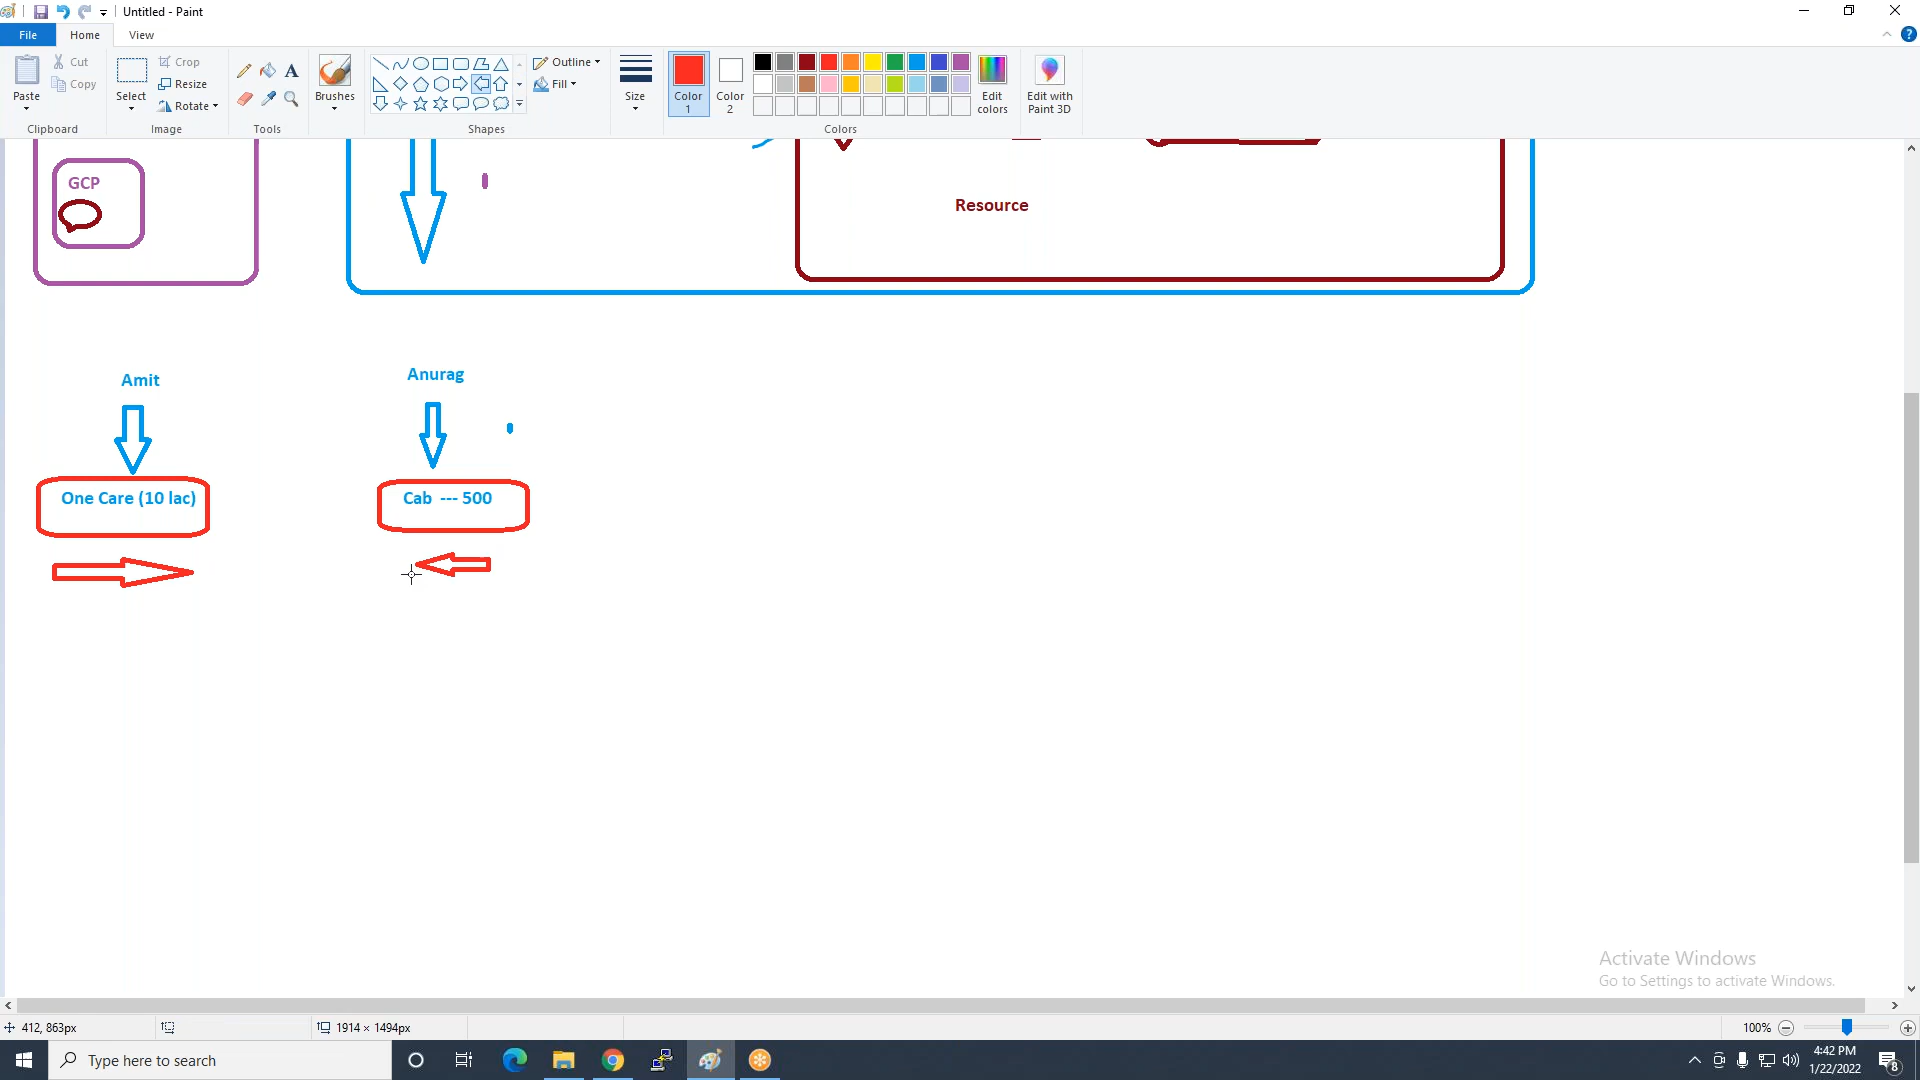 Untitled - Paint
File
Home
View
Paste
Cut
Copy
Clipboard
Select
Crop
Resize
Rotate
Image
Tools
Brushes
Shapes
Outline
Fill
Size
Color
1
Color
2
Colors
Edit
colors
Edit with
Paint 3D
GCP
Resource
Amit
Anurag
One Care (10 lac)
Cab --- 500
Activate Windows
Go to Settings to activate Windows.
412, 863px
1914 × 1494px
100%
Type here to search
4:42 PM
1/22/2022
8